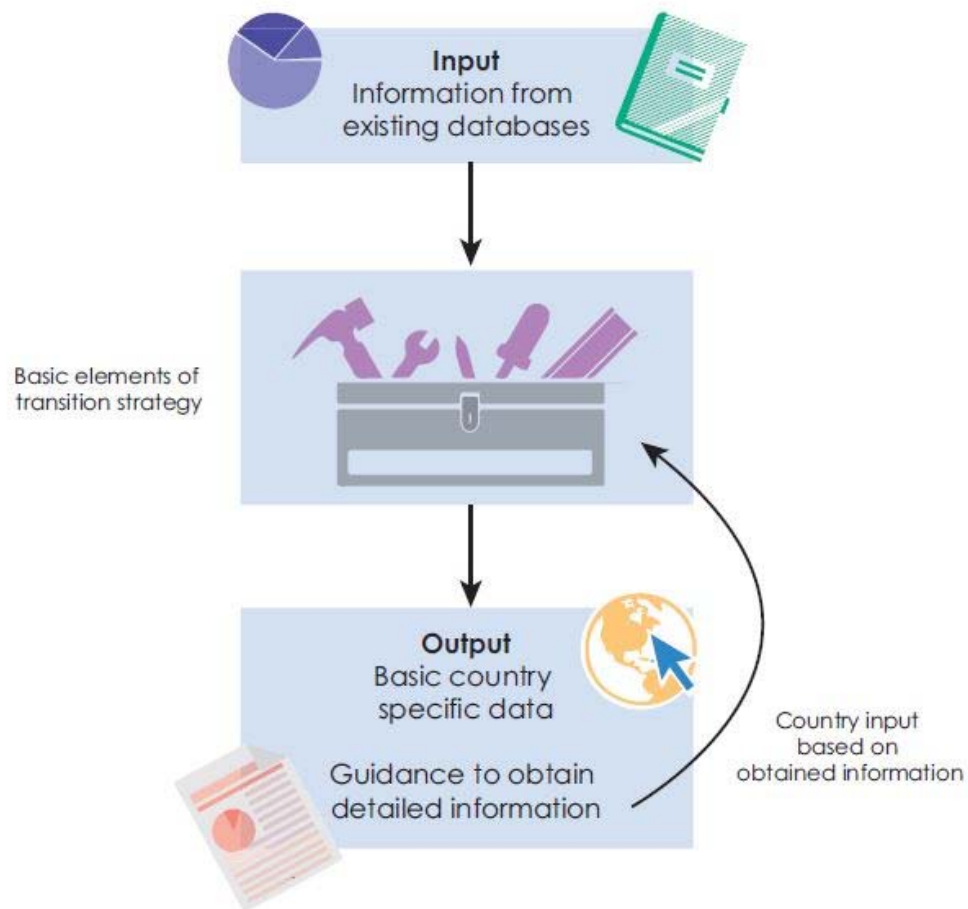 Input
Information from
existing databases
Basic elements of
transition strategy
Output
Basic country
specific data
Guidance to obtain
detailed information
Country input
based on
obtained information